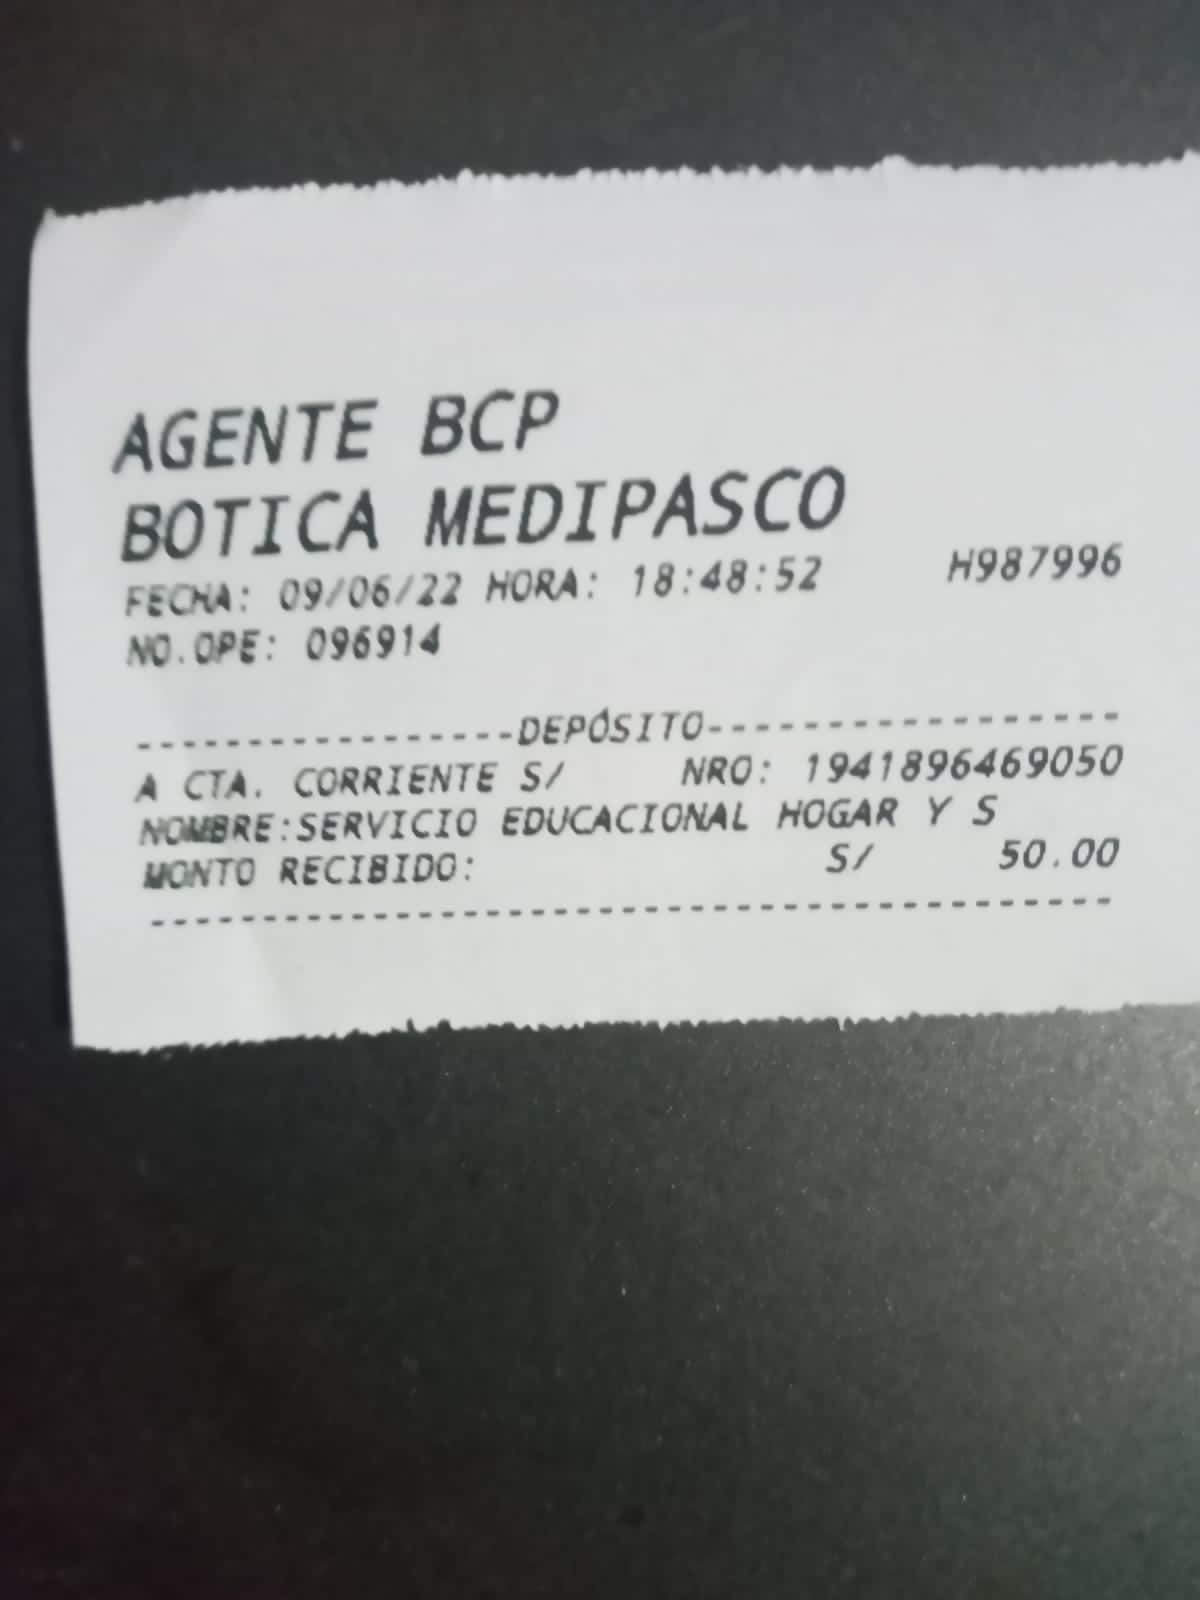 AGENTE BCP
BOTICA MEDIPASCO
FECHA: 09/06/22 HORA: 18:48:52 H987996
NO.OPE: 096914
-----------------DEPÓSITO------------------
A CTA. CORRIENTE S/ NRO: 1941896469050
NOMBRE:SERVICIO EDUCACIONAL HOGAR Y S
MONTO RECIBIDO: S/ 50.00
----------------------------------------